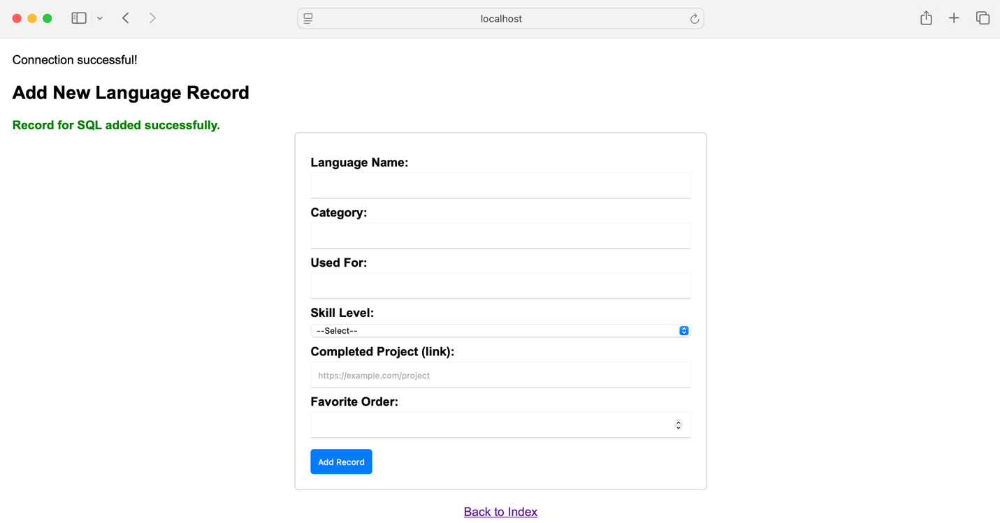 localhost
Connection successful!
Add New Language Record
Record for SQL added successfully.
Language Name:
Category:
Used For:
Skill Level:
--Select--
Completed Project (link):
https://example.com/project
Favorite Order:
Add Record
Back to Index